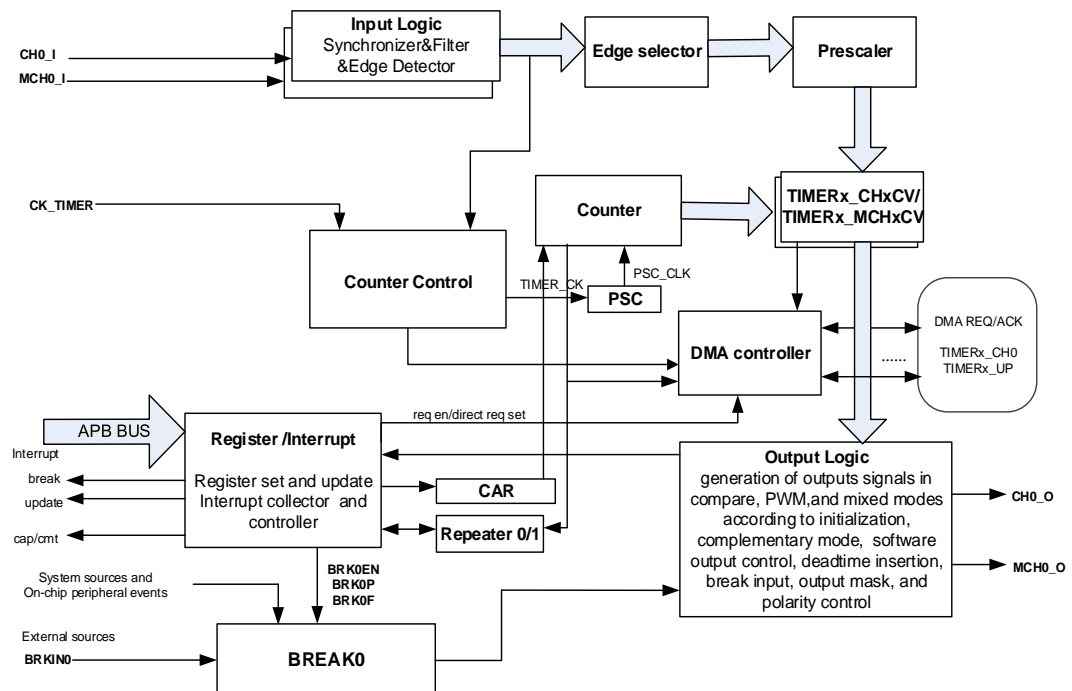 Input Logic
Synchronizer&Filter
&Edge Detector
Edge selector
Prescaler
CH0_I
MCH0_I
CK_TIMER
Counter
TIMERx_CHxCV/
TIMERx_MCHxCV
Counter Control
TIMER_CK
PSC_CLK
PSC
DMA controller
DMA REQ/ACK
......
TIMERx_CH0
TIMERx_UP
APB BUS
req en/direct req set
Register /Interrupt
Register set and update
Interrupt collector and
controller
Interrupt
break
update
cap/cmt
CAR
Repeater 0/1
Output Logic
generation of outputs signals in
compare, PWM,and mixed modes
according to initialization,
complementary mode, software
output control, deadtime insertion,
break input, output mask, and
polarity control
CH0_O
MCH0_O
BRK0EN
BRK0P
BRK0F
System sources and
On-chip peripheral events
External sources
BRKIN0
BREAK0